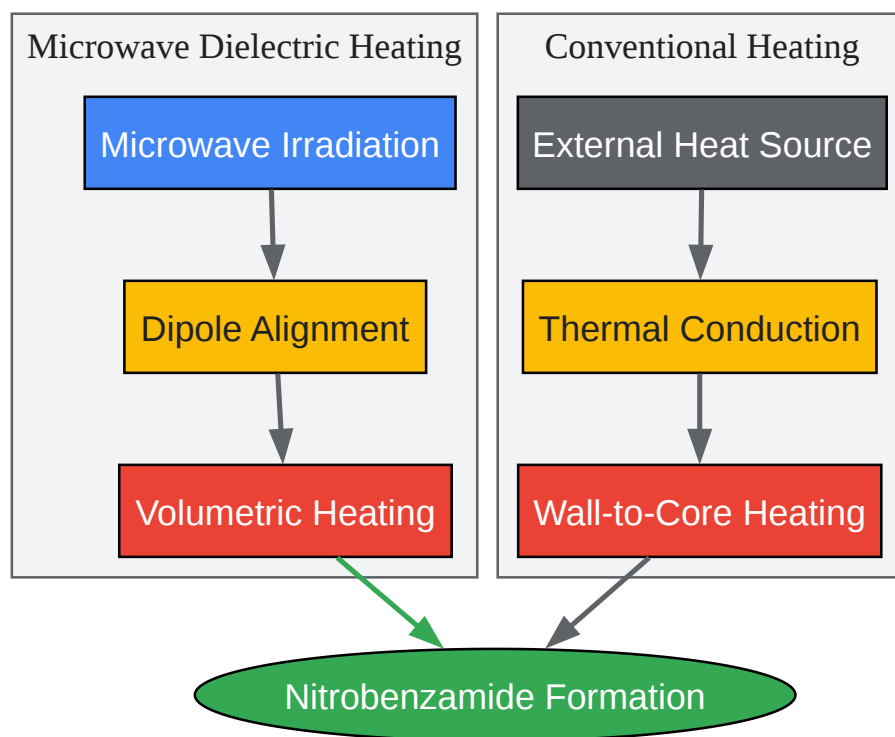 Microwave Dielectric Heating
Microwave Irradiation
Dipole Alignment
Volumetric Heating
Conventional Heating
External Heat Source
Thermal Conduction
Wall-to-Core Heating
Nitrobenzamide Formation